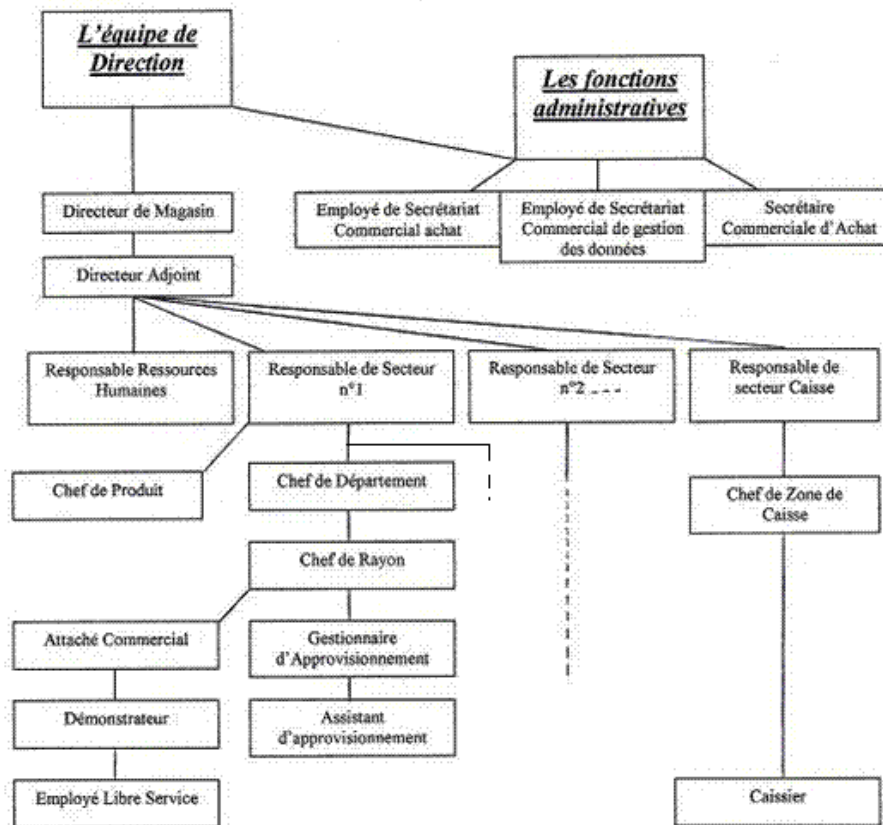 L'équipe de
Direction
Les fonctions
administratives
Directeur de Magasin
Employé de Secrétariat
Commercial achat
Employé de Secrétariat
Commercial de gestion
des données
Secrétaire
Commerciale d'Achat
Directeur Adjoint
Responsable Ressources
Humaines
Responsable de Secteur
n°1
Responsable de Secteur
n°2 _ _ _
Responsable de
secteur Caisse
Chef de Produit
Chef de Département
Chef de Zone de
Caisse
Chef de Rayon
Attaché Commercial
Gestionnaire
d'Approvisionnement
Démonstrateur
Assistant
d'approvisionnement
Employé Libre Service
Caissier